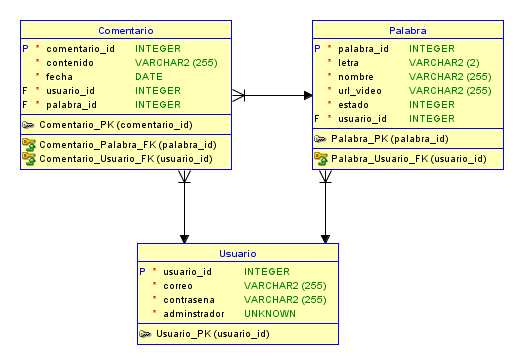 Comentario
P * comentario_id INTEGER
* contenido VARCHAR2 (255)
* fecha DATE
F * usuario_id INTEGER
F * palabra_id INTEGER
Comentario_PK (comentario_id)
Comentario_Palabra_FK (palabra_id)
Comentario_Usuario_FK (usuario_id)
Palabra
P * palabra_id INTEGER
* letra VARCHAR2 (2)
* nombre VARCHAR2 (255)
* url_video VARCHAR2 (255)
* estado INTEGER
F * usuario_id INTEGER
Palabra_PK (palabra_id)
Palabra_Usuario_FK (usuario_id)
Usuario
P * usuario_id INTEGER
* correo VARCHAR2 (255)
* contrasena VARCHAR2 (255)
* adminstrador UNKNOWN
Usuario_PK (usuario_id)